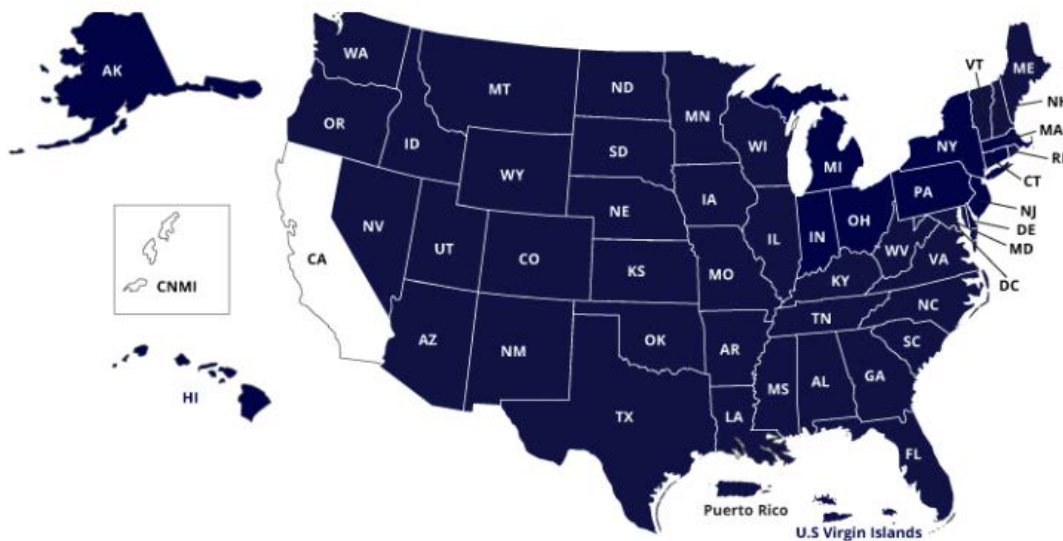 AK
WA
MT
ND
MN
VT
ME
NH
MA
RI
CT
NY
OR
ID
SD
WI
MI
WY
PA
NJ
DE
MD
DC
IA
NE
OH
IN
IL
NV
UT
CO
CA
WV
VA
KS
MO
KY
CNMI
NC
TN
AZ
NM
OK
AR
SC
MS
AL
GA
HI
TX
LA
FL
Puerto Rico
U.S Virgin Islands